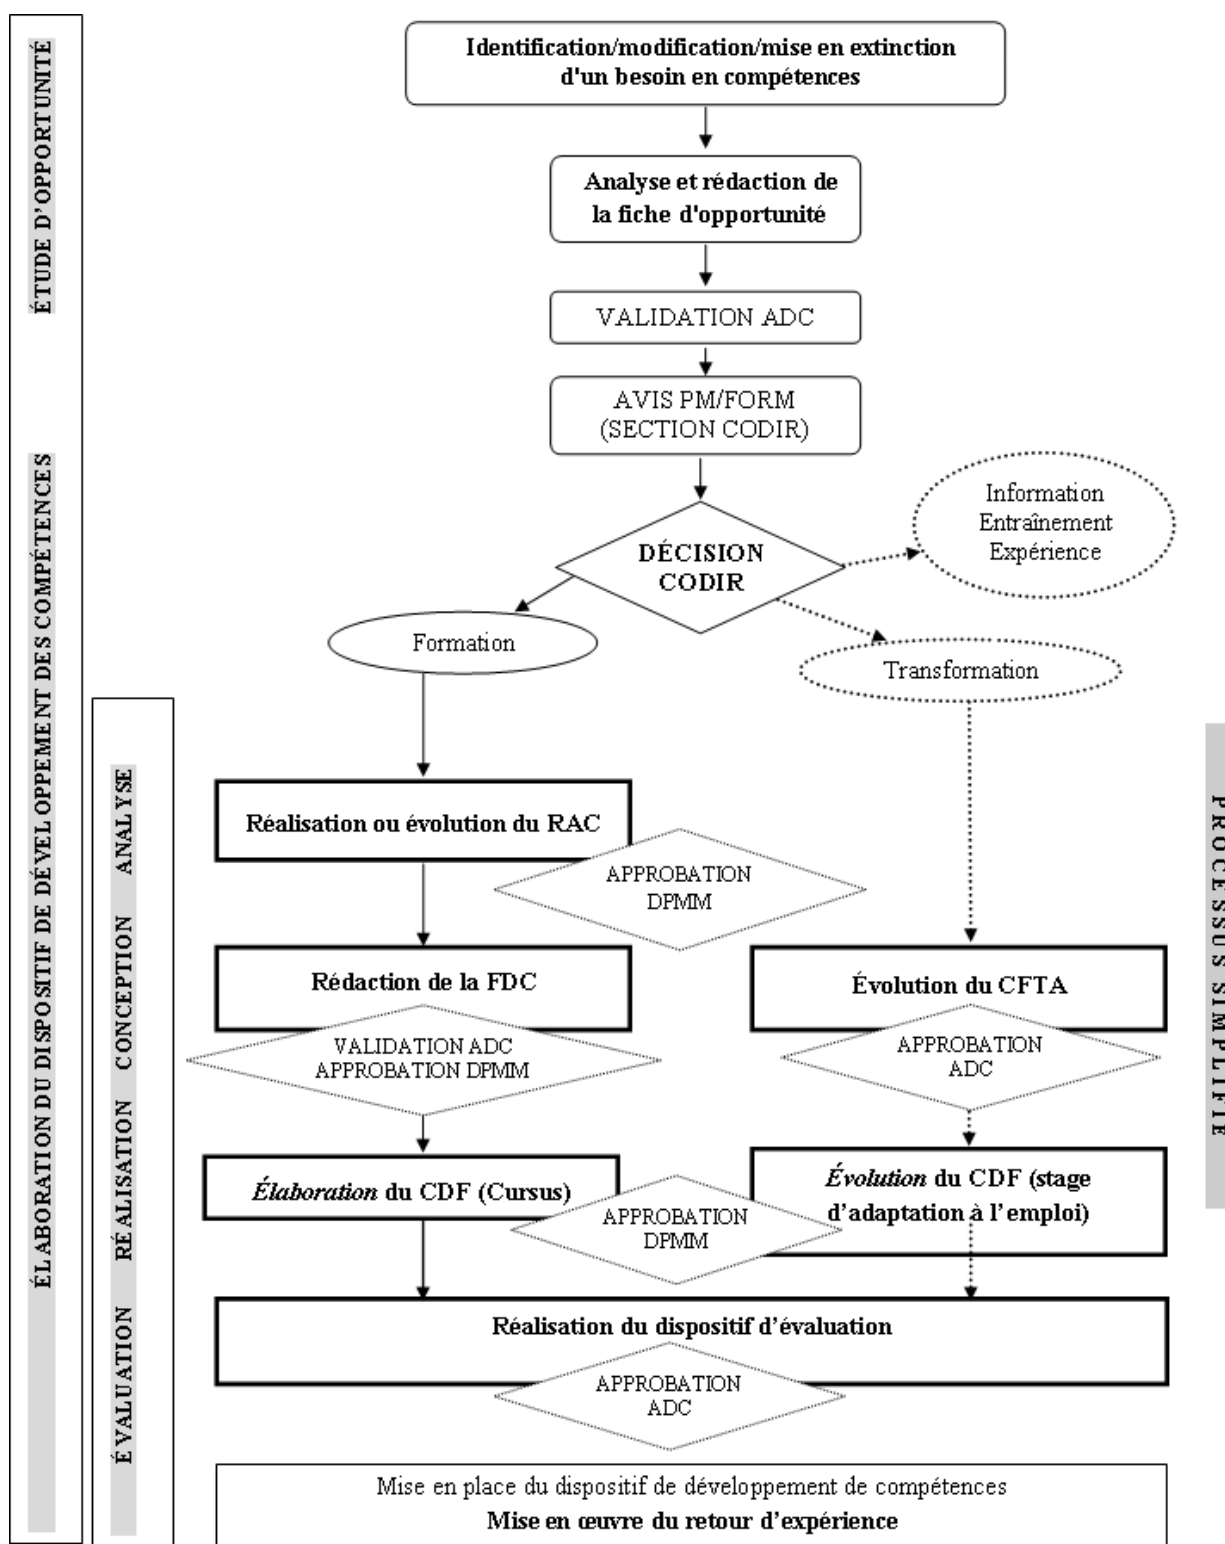 ÉTUDE D'OPPORTUNITÉ
ÉLABORATION DU DISPOSITIF DE DÉVELOPPEMENT DES COMPÉTENCES
Identification/modification/mise en extinction
d'un besoin en compétences
Analyse et rédaction de
la fiche d'opportunité
VALIDATION ADC
AVIS PM/FORM
(SECTION CODIR)
DÉCISION
CODIR
Information
Entraînement
Expérience
Formation
Transformation
ÉVALUATION RÉALISATION CONCEPTION ANALYSE
PROCESSUS SIMPLIFIE
Réalisation ou évolution du RAC
APPROBATION
DPMM
Rédaction de la FDC
VALIDATION ADC
APPROBATION DPMM
Évolution du CFTA
APPROBATION
ADC
Élaboration du CDF (Cursus)
APPROBATION
DPMM
Évolution du CDF (stage
d’adaptation à l’emploi)
Réalisation du dispositif d’évaluation
APPROBATION
ADC
Mise en place du dispositif de développement de compétences
Mise en œuvre du retour d’expérience